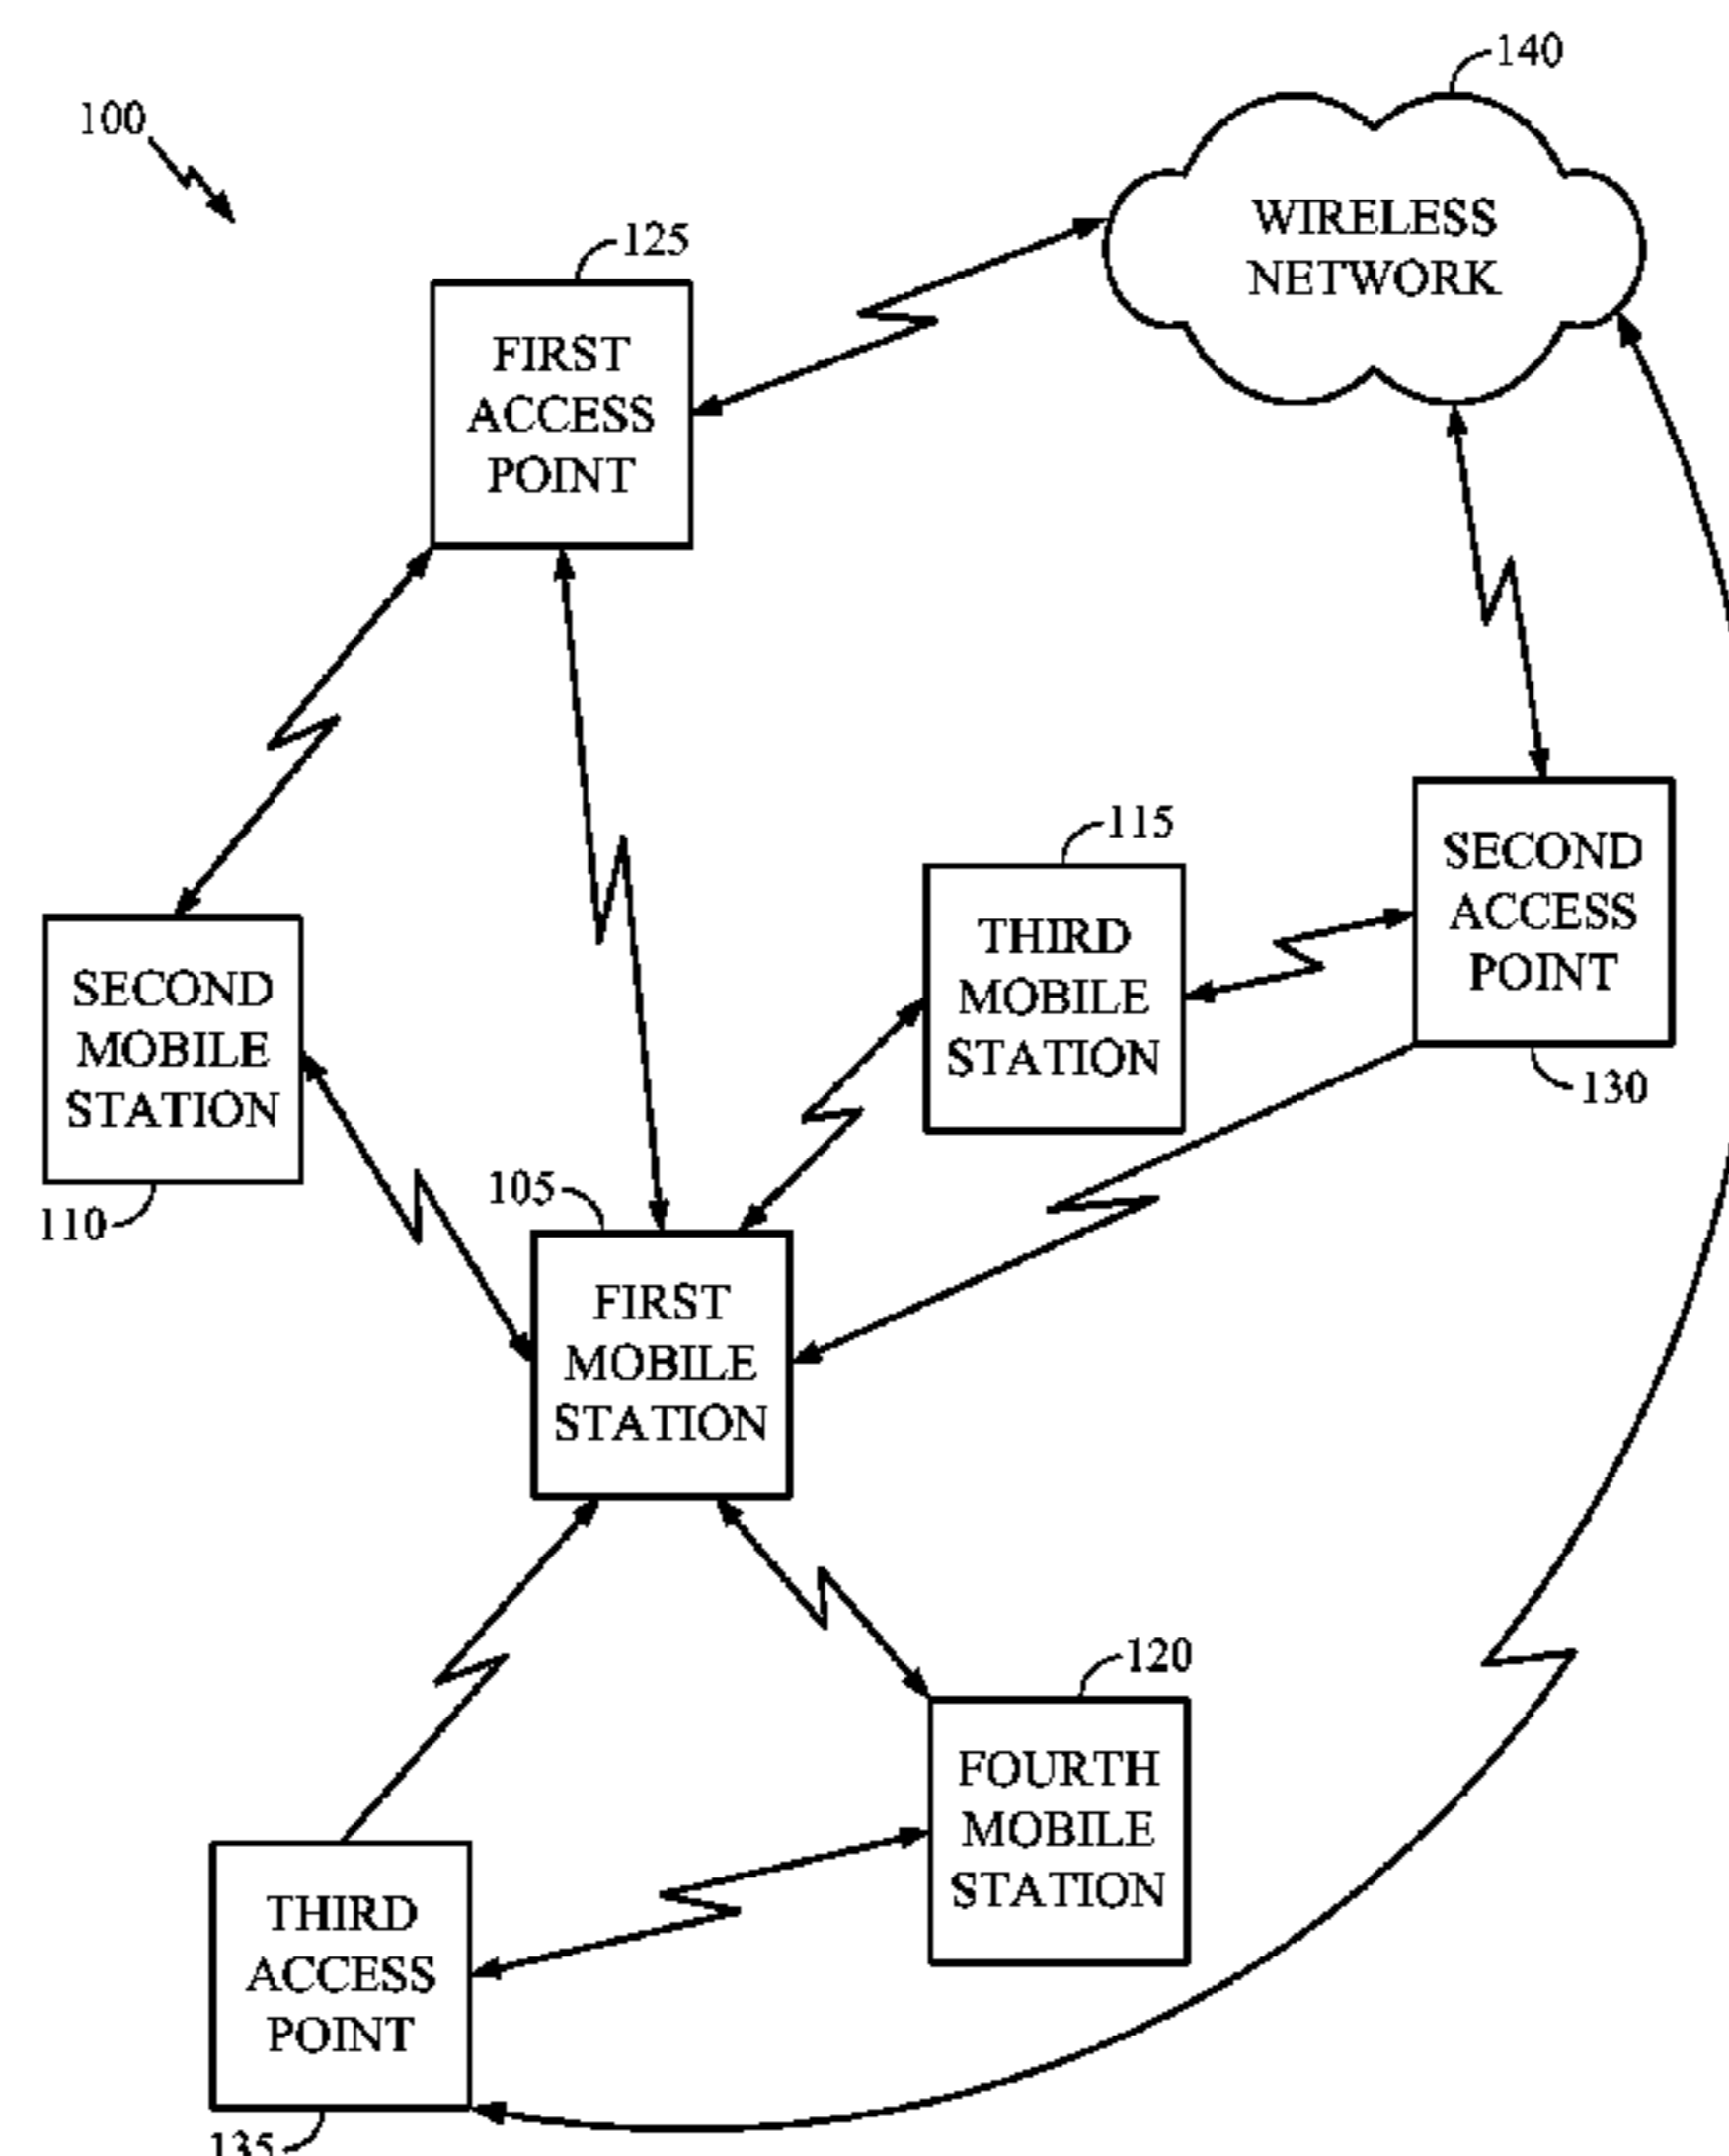 140
100
WIRELESS
NETWORK
125
FIRST
ACCESS
POINT
115
SECOND
ACCESS
POINT
THIRD
MOBILE
STATION
SECOND
MOBILE
STATION
130
105
110
FIRST
MOBILE
STATION
120
FOURTH
MOBILE
STATION
THIRD
ACCESS
POINT
135